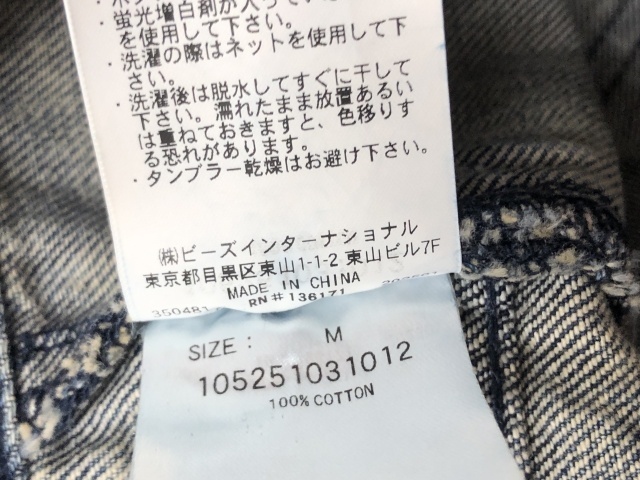 ・蛍光増白剤が入ってい
を使用して下さい。
・洗濯の際はネットを使用して下
さい。
・洗濯後は脱水してすぐに干して
下さい。濡れたまま放置あるい
は重ねておきますと、色移りす
る恐れがあります。
・タンブラー乾燥はお避け下さい。
㈱ビーズインターナショナル
東京都目黒区東山1-1-2 東山ビル7F
MADE IN CHINA
350481 RN# 136171
SIZE: M
105251031012
100% COTTON